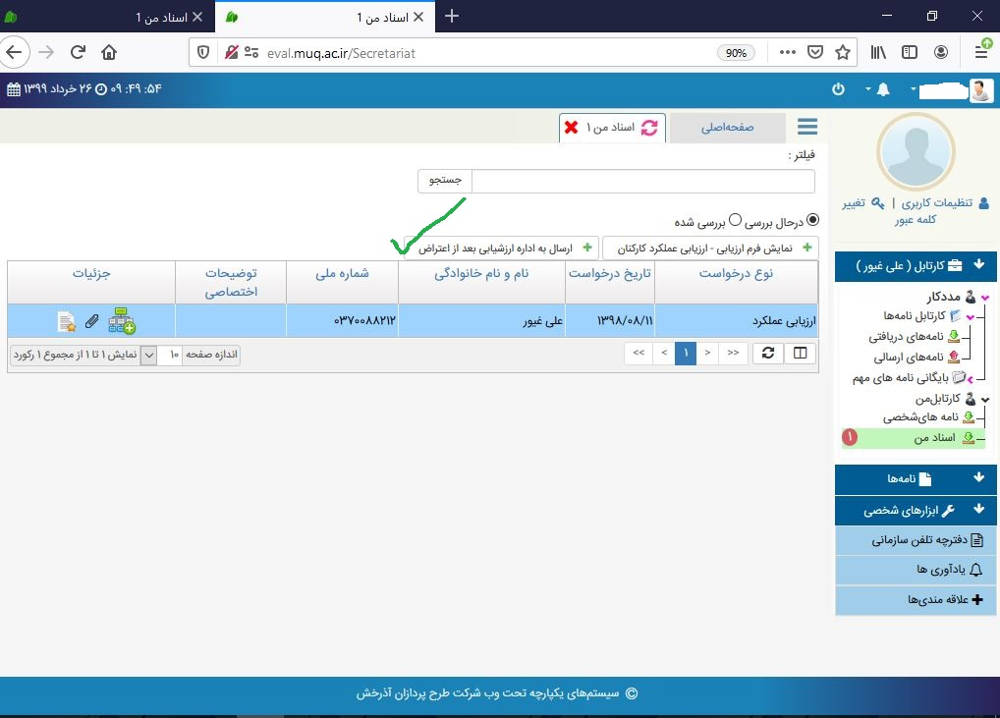 اسناد من 1
اسناد من 1
eval.muq.ac.ir/Secretariat
90%
۰۹:۴۹:۵۴ ۲۶ خرداد ۱۳۹۹
صفحه‌اصلی
اسناد من ۱
تنظیمات کاربری | تغییر
کلمه عبور
کارتابل ( علی غیور )
مددکار
کارتابل نامه‌ها
نامه‌های دریافتی
نامه‌های ارسالی
بایگانی نامه های مهم
کارتابل‌من
نامه های‌شخصی
اسناد من ۱
نامه‌ها
ابزارهای شخصی
دفترچه تلفن سازمانی
یادآوری ها
علاقه مندی‌ها
فیلتر :
جستجو
درحال بررسی بررسی شده
نمایش فرم ارزیابی - ارزیابی عملکرد کارکنان
ارسال به اداره ارزشیابی بعد از اعتراض
نوع درخواست تاریخ درخواست نام و نام خانوادگی شماره ملی توضیحات اختصاصی جزئیات
ارزیابی عملکرد ۱۳۹۸/۰۸/۱۱ علی غیور ۰۳۷۰۰۸۸۲۱۲
<< < ۱ > >>
اندازه صفحه ۱۰ نمایش ۱ تا ۱ از مجموع ۱ رکورد
© سیستم‌های یکپارچه تحت وب شرکت طرح پردازان آذرخش